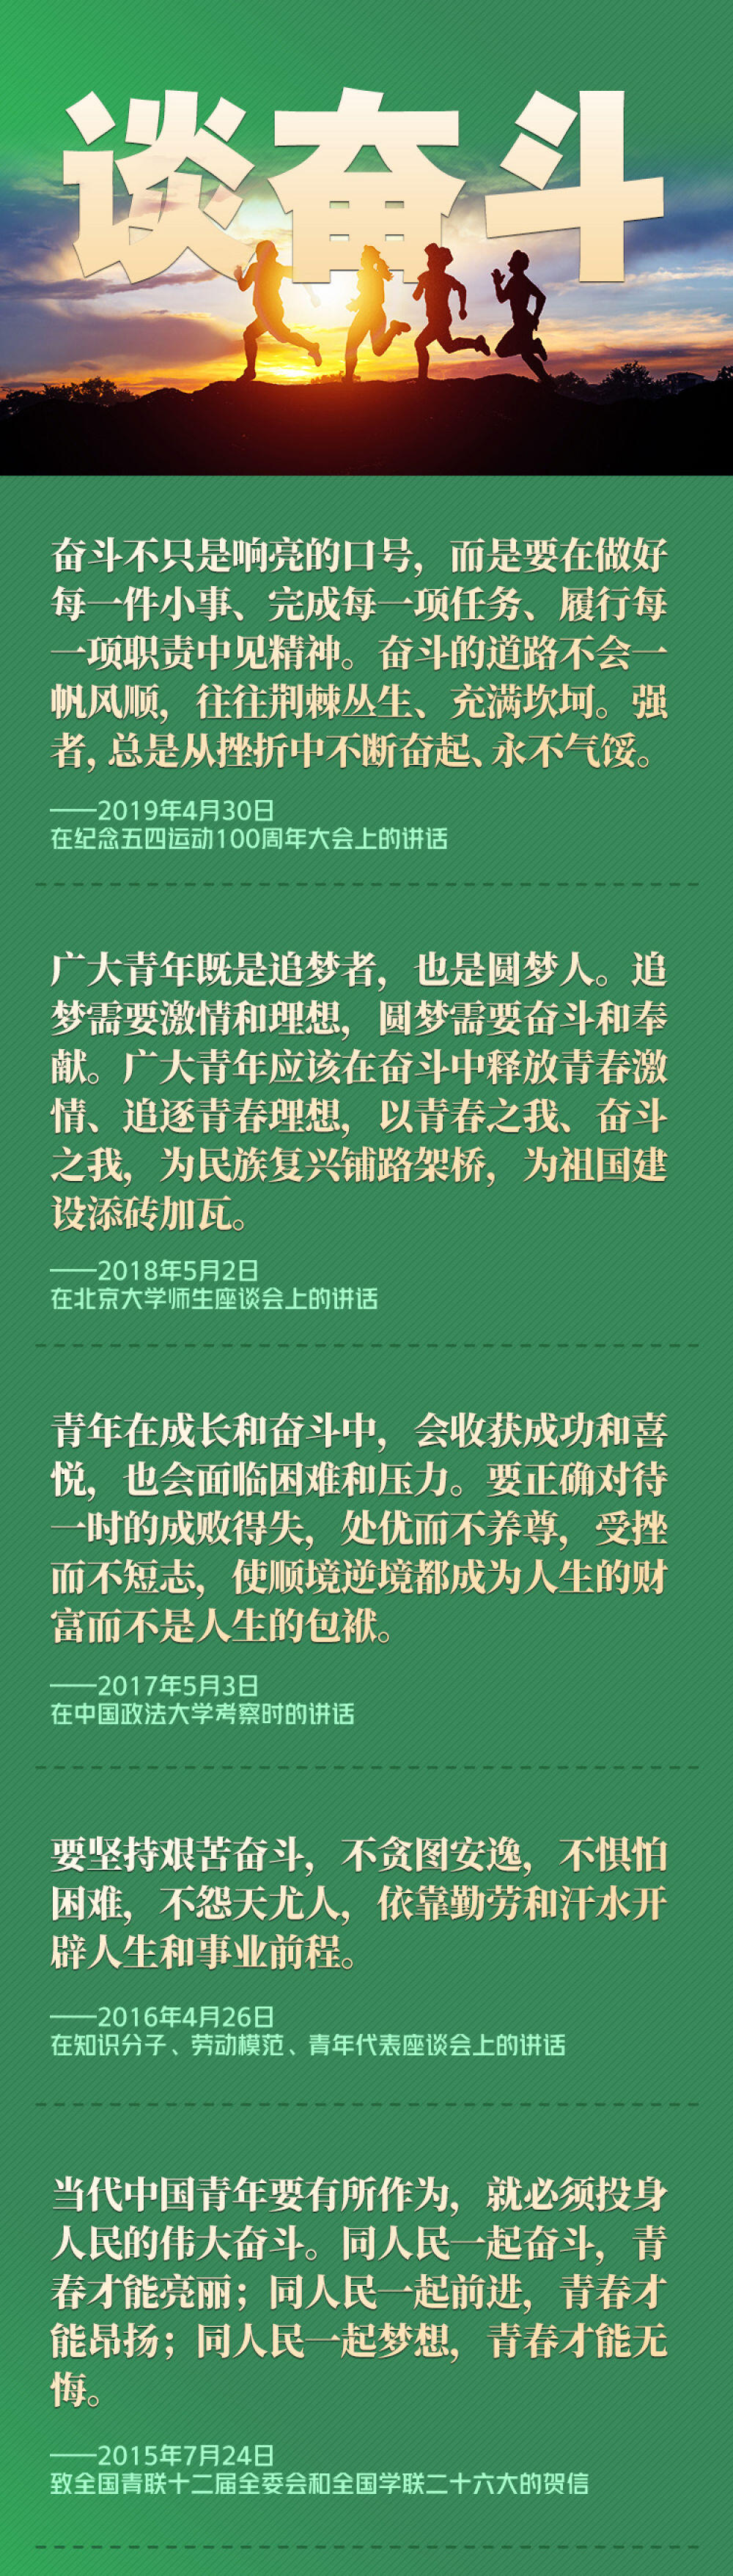 谈奋斗
奋斗不只是响亮的口号，而是要在做好
每一件小事、完成每一项任务、履行每
一项职责中见精神。奋斗的道路不会一
帆风顺，往往荆棘丛生、充满坎坷。强
者，总是从挫折中不断奋起、永不气馁。
——2019年4月30日
在纪念五四运动100周年大会上的讲话
广大青年既是追梦者，也是圆梦人。追
梦需要激情和理想，圆梦需要奋斗和奉
献。广大青年应该在奋斗中释放青春激
情、追逐青春理想，以青春之我、奋斗
之我，为民族复兴铺路架桥，为祖国建
设添砖加瓦。
——2018年5月2日
在北京大学师生座谈会上的讲话
青年在成长和奋斗中，会收获成功和喜
悦，也会面临困难和压力。要正确对待
一时的成败得失，处优而不养尊，受挫
而不短志，使顺境逆境都成为人生的财
富而不是人生的包袱。
——2017年5月3日
在中国政法大学考察时的讲话
要坚持艰苦奋斗，不贪图安逸，不惧怕
困难，不怨天尤人，依靠勤劳和汗水开
辟人生和事业前程。
——2016年4月26日
在知识分子、劳动模范、青年代表座谈会上的讲话
当代中国青年要有所作为，就必须投身
人民的伟大奋斗。同人民一起奋斗，青
春才能亮丽；同人民一起前进，青春才
能昂扬；同人民一起梦想，青春才能无
悔。
——2015年7月24日
致全国青联十二届全委会和全国学联二十六大的贺信